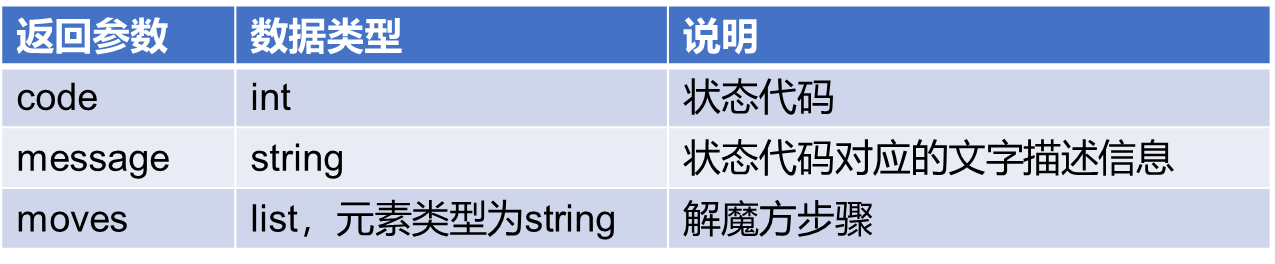 返回参数 数据类型 说明
code int 状态代码
message string 状态代码对应的文字描述信息
moves list，元素类型为string 解魔方步骤